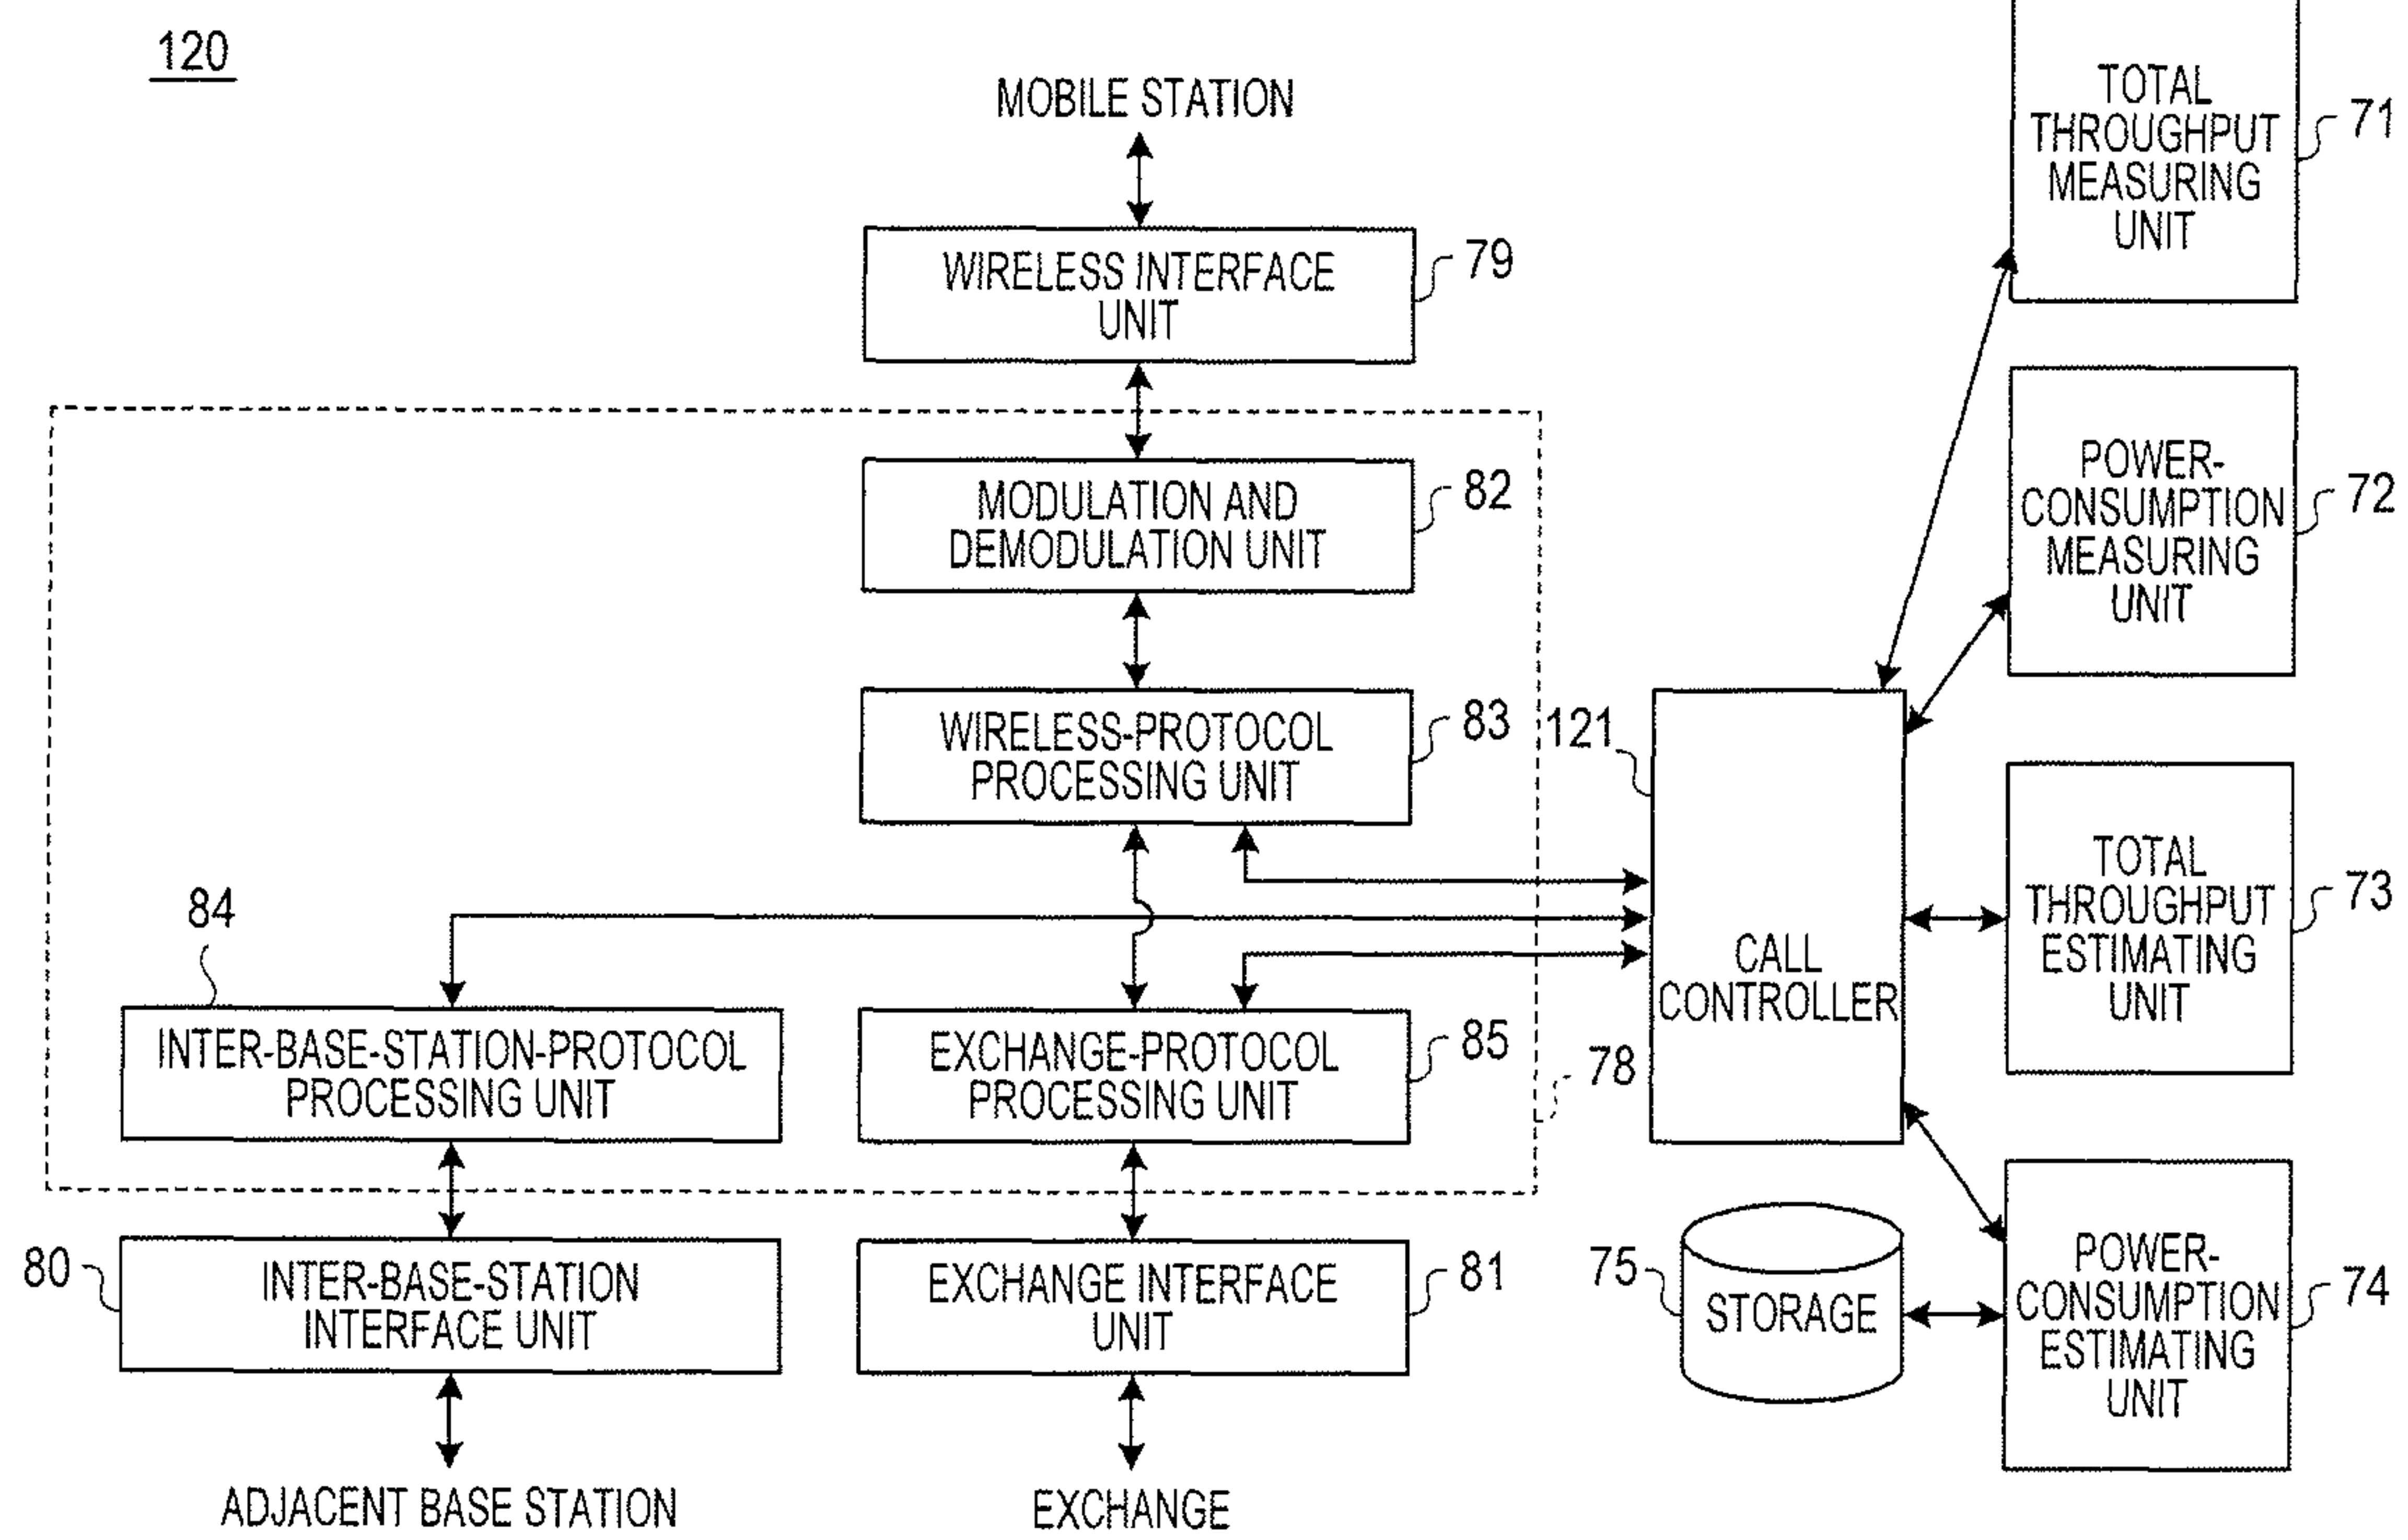 120
MOBILE STATION
WIRELESS INTERFACE
UNIT
79
MODULATION AND
DEMODULATION UNIT
82
WIRELESS-PROTOCOL
PROCESSING UNIT
83
84
INTER-BASE-STATION-PROTOCOL
PROCESSING UNIT
EXCHANGE-PROTOCOL
PROCESSING UNIT
85
78
80
INTER-BASE-STATION
INTERFACE UNIT
EXCHANGE INTERFACE
UNIT
81
ADJACENT BASE STATION
EXCHANGE
121
CALL
CONTROLLER
75
STORAGE
TOTAL
THROUGHPUT
MEASURING
UNIT
71
POWER-
CONSUMPTION
MEASURING
UNIT
72
TOTAL
THROUGHPUT
ESTIMATING
UNIT
73
POWER-
CONSUMPTION
ESTIMATING
UNIT
74